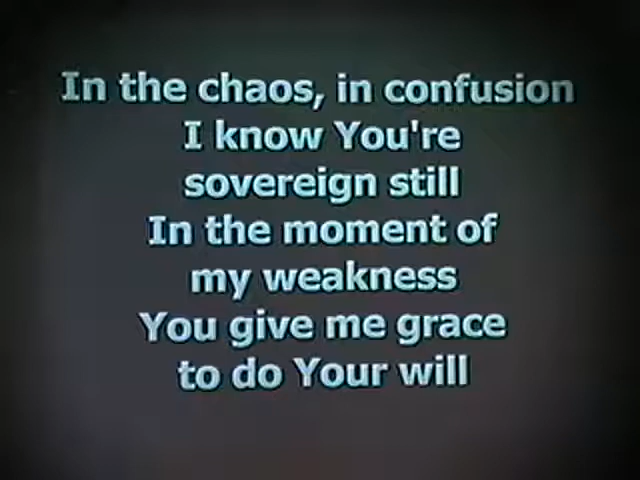 In the chaos, in confusion
I know You're
sovereign still
In the moment of
my weakness
You give me grace
to do Your will